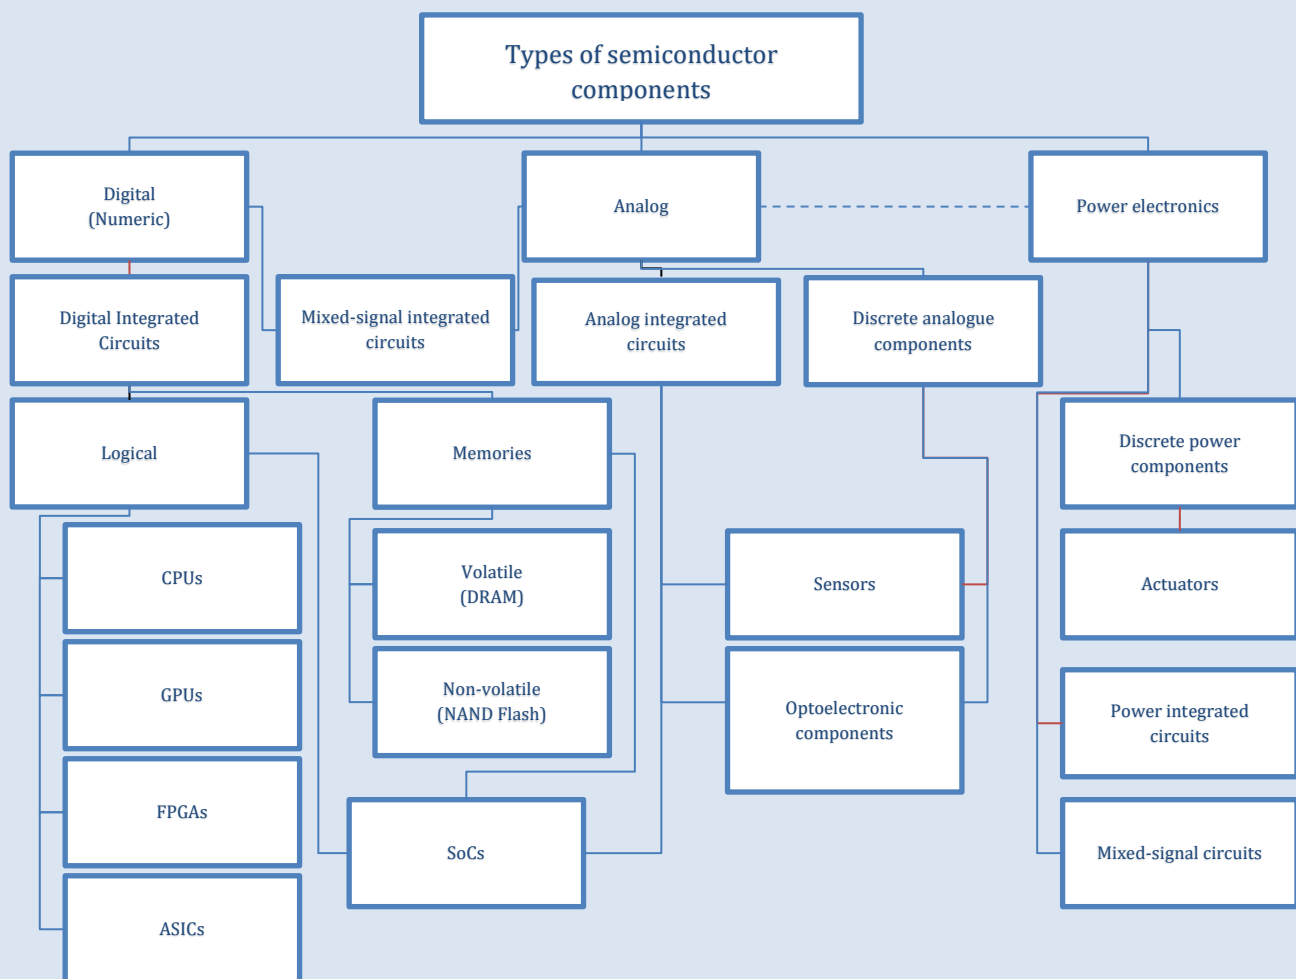 Types of semiconductor
components
Digital
(Numeric)
Analog
Power electronics
Digital Integrated
Circuits
Mixed-signal integrated
circuits
Analog integrated
circuits
Discrete analogue
components
Logical
Memories
Discrete power
components
CPUs
Volatile
(DRAM)
Sensors
Actuators
GPUs
Non-volatile
(NAND Flash)
Optoelectronic
components
Power integrated
circuits
FPGAs
SoCs
Mixed-signal circuits
ASICs